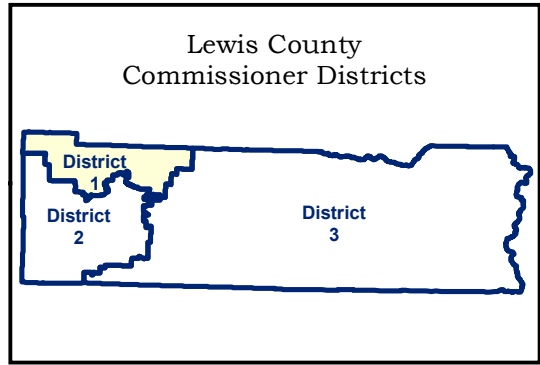 Lewis County
Commissioner Districts
District
1
District
2
District
3